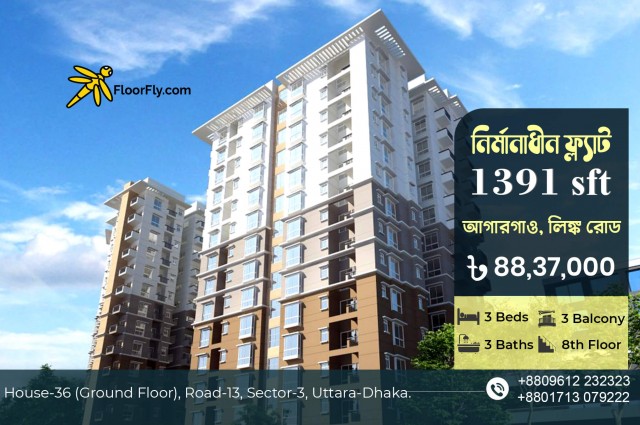 FloorFly.com
নির্মানাধীন ফ্ল্যাট
1391 sft
আগারগাও, লিঙ্ক রোড
৳ 88,37,000
3 Beds
3 Balcony
3 Baths
8th Floor
House-36 (Ground Floor), Road-13, Sector-3, Uttara-Dhaka.
+8809612 232323
+8801713 079222